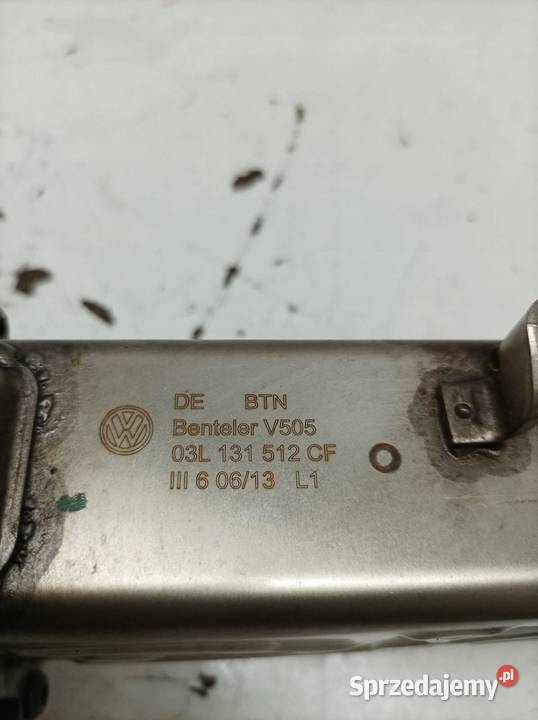 DE BTN
Benteler V505
03L 131 512 CF
III 6 06/13 L1
Sprzedajemy.pl